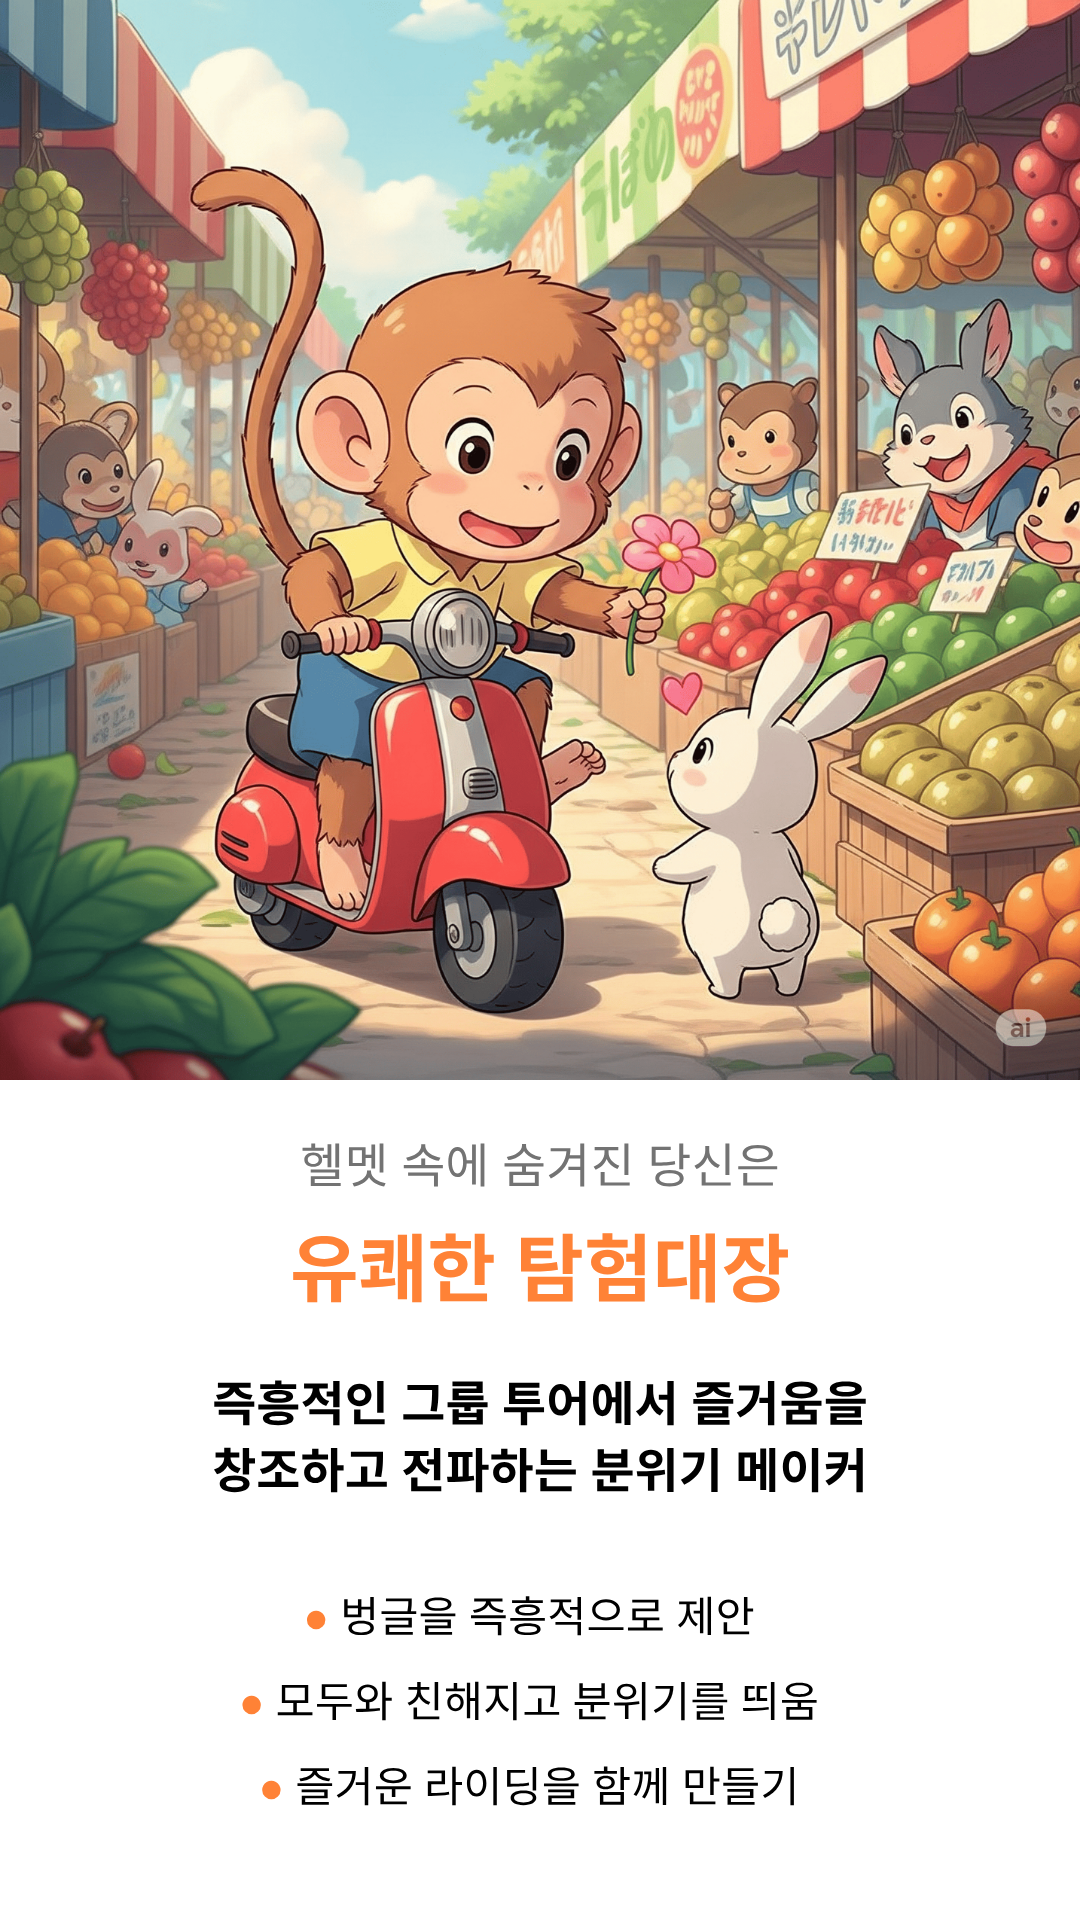 ai
헬멧 속에 숨겨진 당신은
유쾌한 탐험대장
즉흥적인 그룹 투어에서 즐거움을
창조하고 전파하는 분위기 메이커
● 벙글을 즉흥적으로 제안
● 모두와 친해지고 분위기를 띄움
● 즐거운 라이딩을 함께 만들기